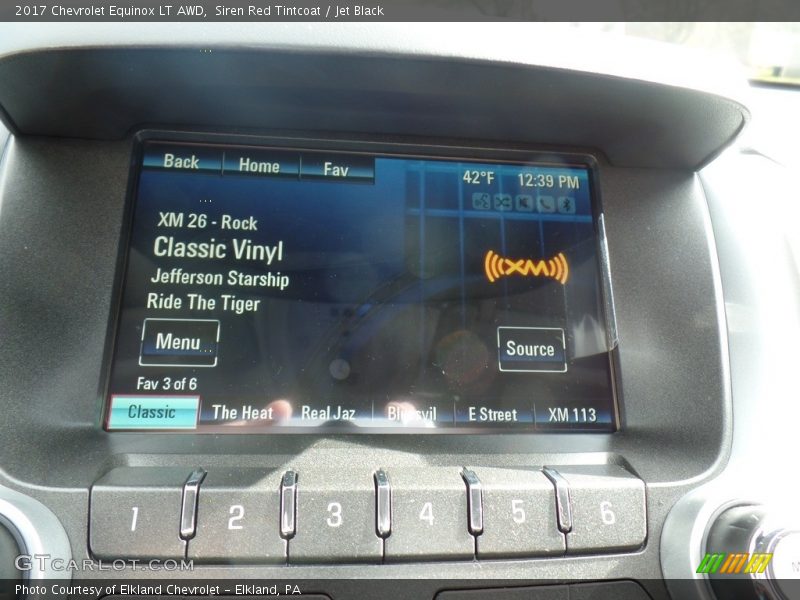 2017 Chevrolet Equinox LT AWD,  Siren Red Tintcoat / Jet Black
Back Home Fav
42°F 12:39 PM
XM 26 - Rock
Classic Vinyl
Jefferson Starship
Ride The Tiger
XM
Menu
Source
Fav 3 of 6
Classic The Heat Real Jaz E Street XM 113
1 2 3 4 5 6
GTcarlot.com
Photo Courtesy of Elkland Chevrolet – Elkland, PA